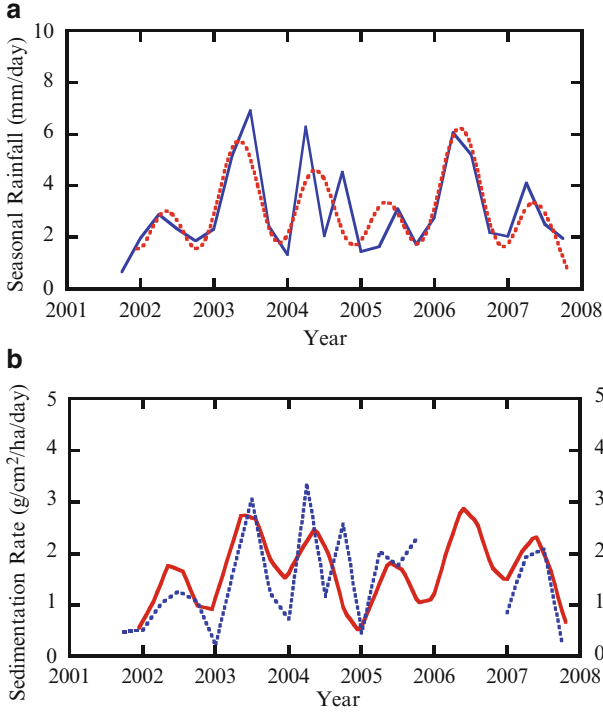 a
Seasonal Rainfall (mm/day)
10
8
6
4
2
0
2001 2002 2003 2004 2005 2006 2007 2008
Year
b
Sedimentation Rate (g/cm²/ha/day)
5 5
4 4
3 3
2 2
1 1
0 0
2001 2002 2003 2004 2005 2006 2007 2008
Year